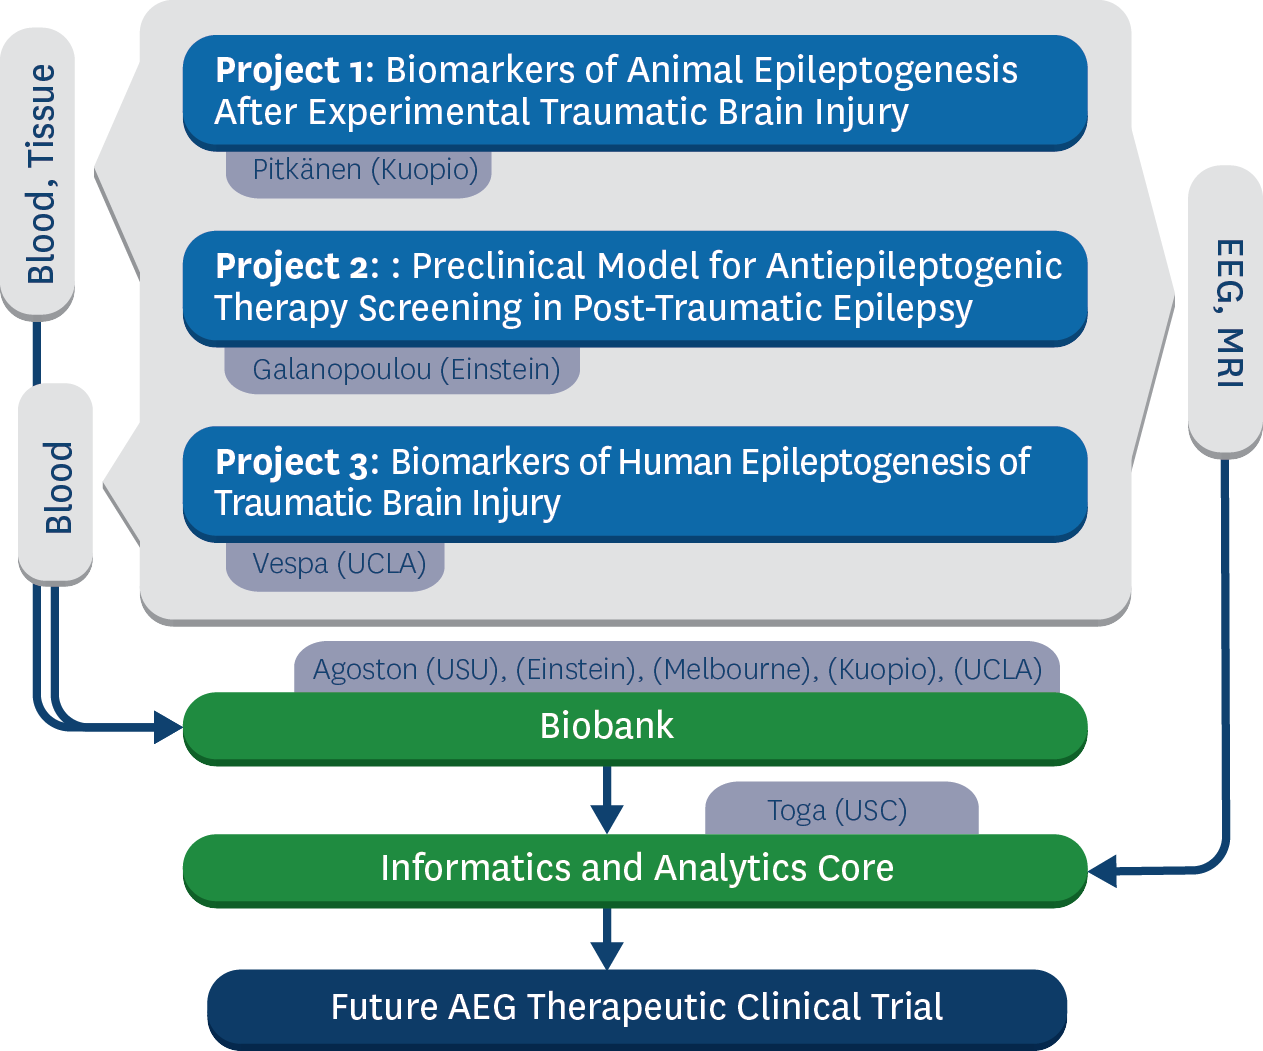 Blood, Tissue
Project 1: Biomarkers of Animal Epileptogenesis
After Experimental Traumatic Brain Injury
Pitkänen (Kuopio)
Project 2: : Preclinical Model for Antiepileptogenic
Therapy Screening in Post-Traumatic Epilepsy
Galanopoulou (Einstein)
EEG, MRI
Blood
Project 3: Biomarkers of Human Epileptogenesis of
Traumatic Brain Injury
Vespa (UCLA)
Agoston (USU), (Einstein), (Melbourne), (Kuopio), (UCLA)
Biobank
Toga (USC)
Informatics and Analytics Core
Future AEG Therapeutic Clinical Trial